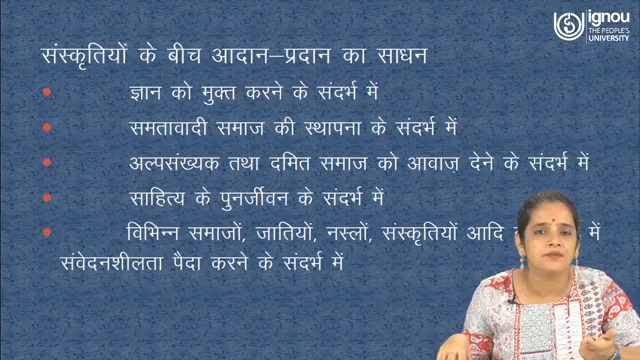 ignou
THE PEOPLE'S
UNIVERSITY
संस्कृतियों के बीच आदान–प्रदान का साधन
ज्ञान को मुक्त करने के संदर्भ में
समतावादी समाज की स्थापना के संदर्भ में
अल्पसंख्यक तथा दमित समाज को आवाज़ देने के संदर्भ में
साहित्य के पुनर्जीवन के संदर्भ में
विभिन्न समाजों, जातियों, नस्लों, संस्कृतियों आदि में
संवेदनशीलता पैदा करने के संदर्भ में